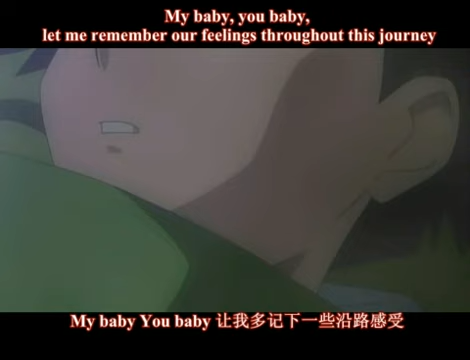 My baby, you baby,
let me remember our feelings throughout this journey
My baby You baby 让我多记下一些沿路感受